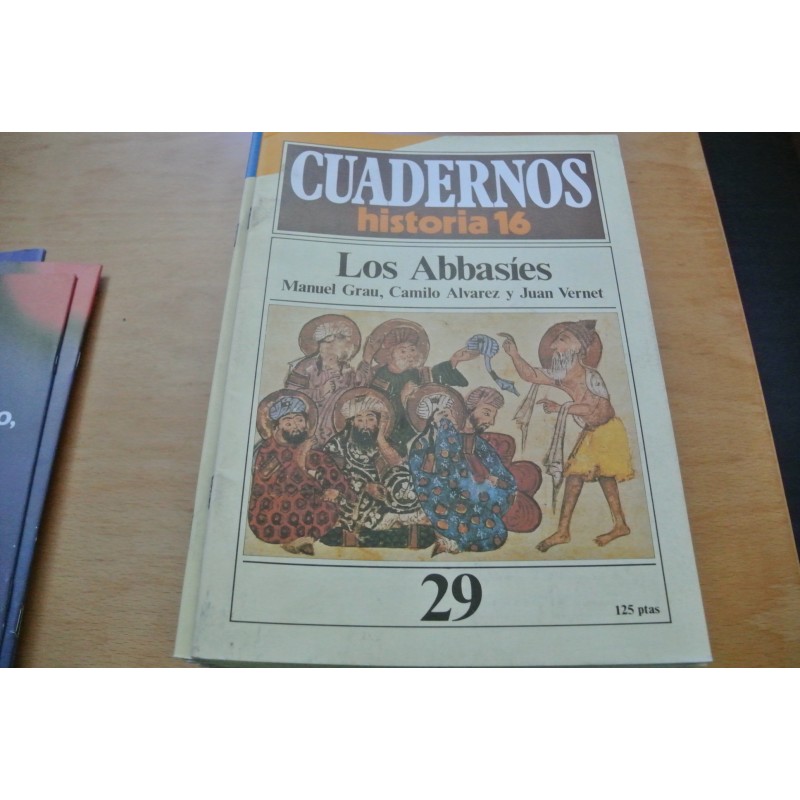 CUADERNOS
historia 16
Los Abbasíes
Manuel Grau, Camilo Alvarez y Juan Vernet
29
125 ptas
o,